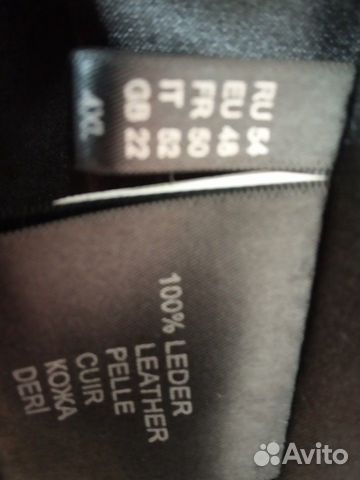 RU 54
EU 48
FR 50
IT 52
GB 22
4XL
100% LEDER
LEATHER
PELLE
CUIR
КОЖА
DERİ
Avito